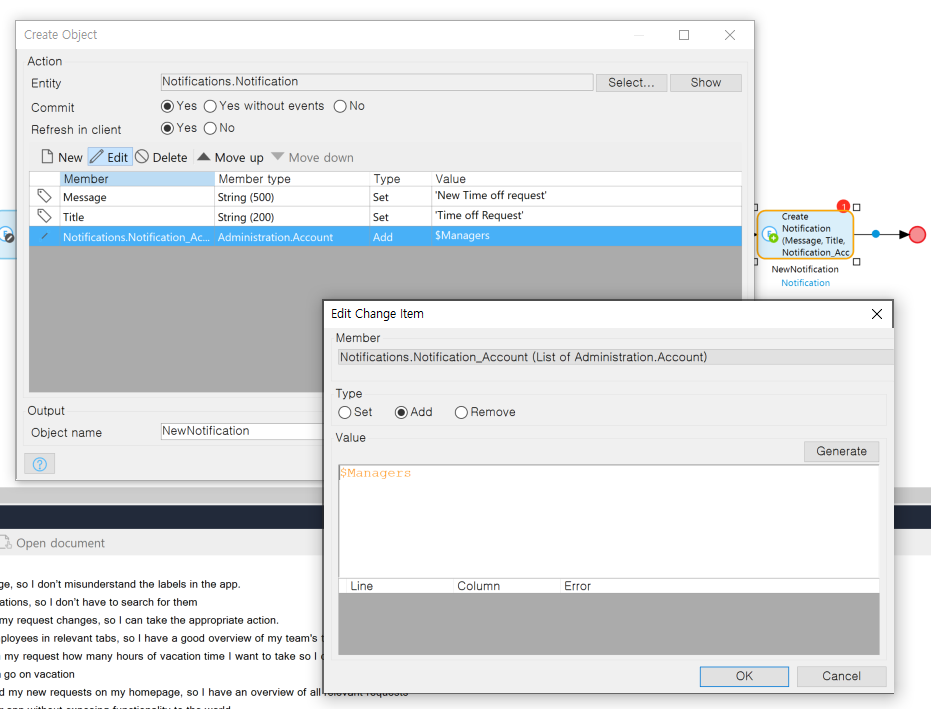 Create Object
Action
Entity
Notifications.Notification
Select...
Show
Commit
Yes
Yes without events
No
Refresh in client
Yes
No
New
Edit
Delete
Move up
Move down
Member
Member type
Type
Value
Message
String (500)
Set
'New Time off request'
Title
String (200)
Set
'Time off Request'
Notifications.Notification_Ac...
Administration.Account
Add
$Managers
Output
Object name
NewNotification
1
Create
Notification
(Message, Title,
Notification_Acc
NewNotification
Notification
Edit Change Item
Member
Notifications.Notification_Account (List of Administration.Account)
Type
Set
Add
Remove
Value
Generate
$Managers
Line
Column
Error
OK
Cancel
Open document
ge, so I don't misunderstand the labels in the app.
ations, so I don't have to search for them
my request changes, so I can take the appropriate action.
ployees in relevant tabs, so I have a good overview of my team's
my request how many hours of vacation time I want to take so I
go on vacation
d my new requests on my homepage, so I have an overview of all relevant requests